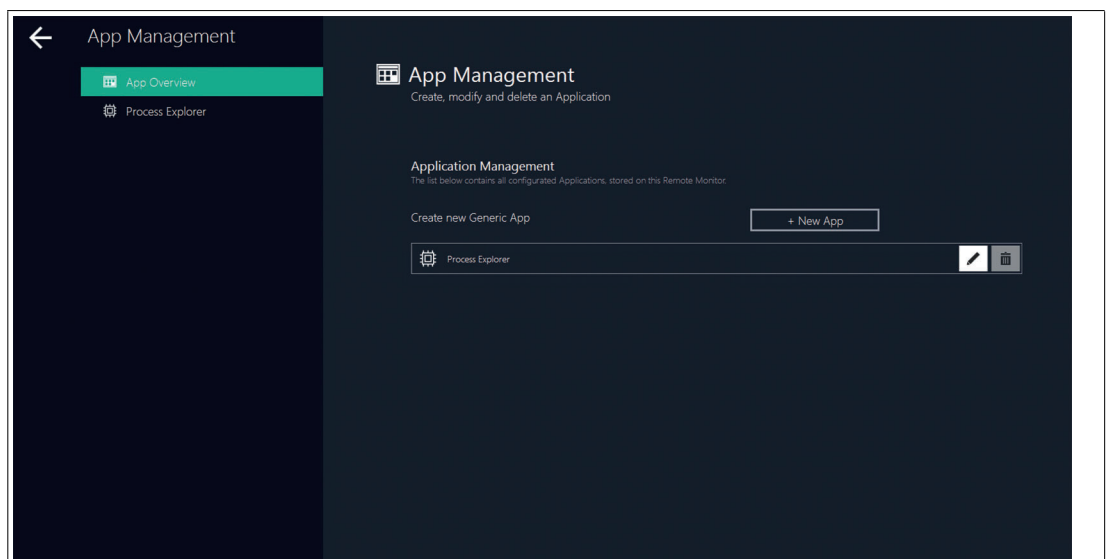 App Management
App Overview
Process Explorer
App Management
Create, modify and delete an Application
Application Management
The list below contains all configurated Applications, stored on this Remote Monitor.
Create new Generic App
+ New App
Process Explorer